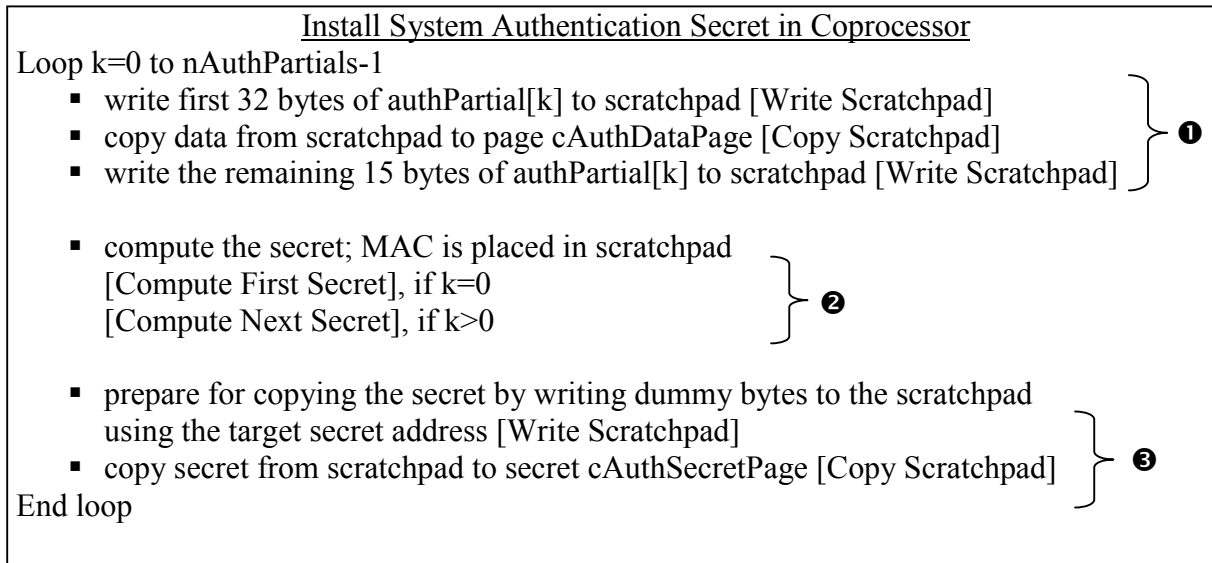 Install System Authentication Secret in Coprocessor
Loop k=0 to nAuthPartials-1
▪ write first 32 bytes of authPartial[k] to scratchpad [Write Scratchpad]
▪ copy data from scratchpad to page cAuthDataPage [Copy Scratchpad]
❶
▪ write the remaining 15 bytes of authPartial[k] to scratchpad [Write Scratchpad]
▪ compute the secret; MAC is placed in scratchpad
[Compute First Secret], if k=0
❷
[Compute Next Secret], if k>0
▪ prepare for copying the secret by writing dummy bytes to the scratchpad
using the target secret address [Write Scratchpad]
▪ copy secret from scratchpad to secret cAuthSecretPage [Copy Scratchpad]
❸
End loop